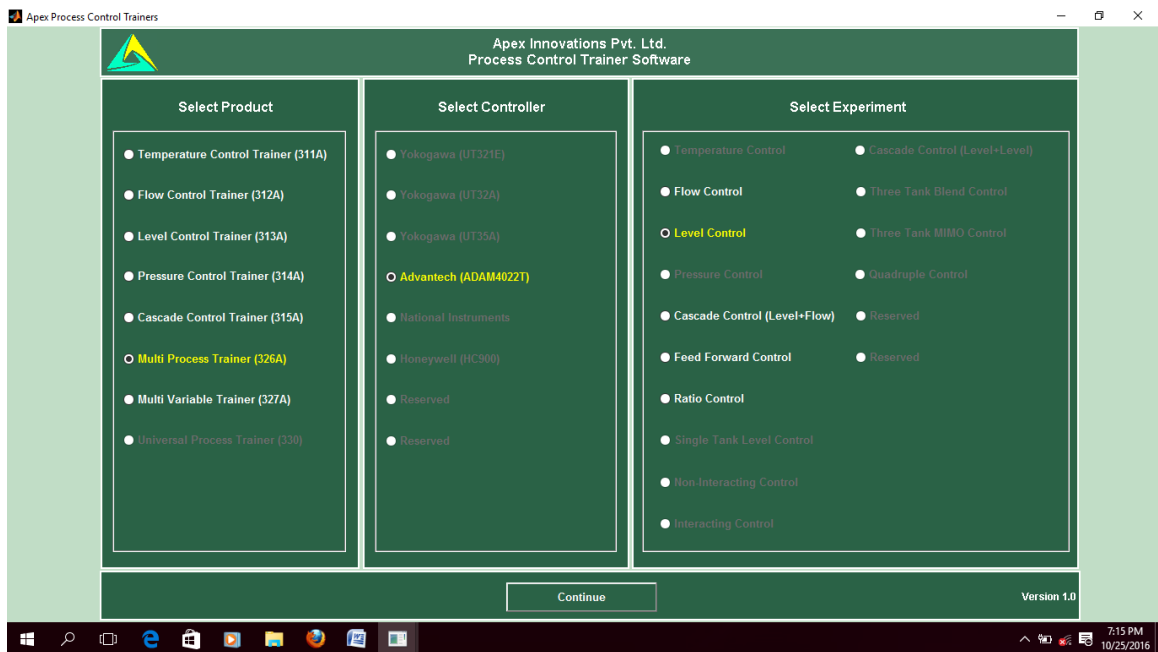 Apex Process Control Trainers
Apex Innovations Pvt. Ltd.
Process Control Trainer Software
Select Product
Temperature Control Trainer (311A)
Flow Control Trainer (312A)
Level Control Trainer (313A)
Pressure Control Trainer (314A)
Cascade Control Trainer (315A)
Multi Process Trainer (326A)
Multi Variable Trainer (327A)
Universal Process Trainer (330)
Select Controller
Yokogawa (UT321E)
Yokogawa (UT32A)
Yokogawa (UT35A)
Advantech (ADAM4022T)
National Instruments
Honeywell (HC900)
Reserved
Reserved
Select Experiment
Temperature Control
Flow Control
Level Control
Pressure Control
Cascade Control (Level+Flow)
Feed Forward Control
Ratio Control
Single Tank Level Control
Non-Interacting Control
Interacting Control
Cascade Control (Level+Level)
Three Tank Blend Control
Three Tank MIMO Control
Quadruple Control
Reserved
Reserved
Continue
Version 1.0
7:15 PM
10/25/2016